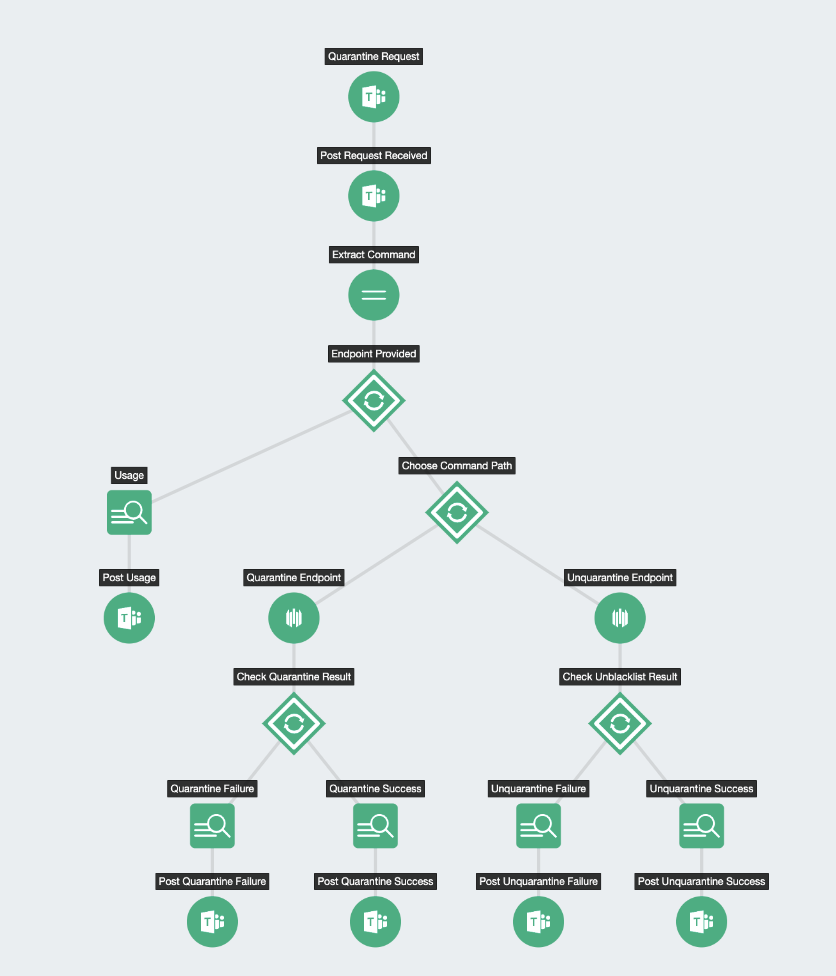 Quarantine Request
T
Post Request Received
T
Extract Command
Endpoint Provided
Choose Command Path
Usage
Post Usage
T
Quarantine Endpoint
Unquarantine Endpoint
Check Quarantine Result
Check Unblacklist Result
Quarantine Failure
Quarantine Success
Unquarantine Failure
Unquarantine Success
Post Quarantine Failure
Post Quarantine Success
Post Unquarantine Failure
Post Unquarantine Success
T
T
T
T